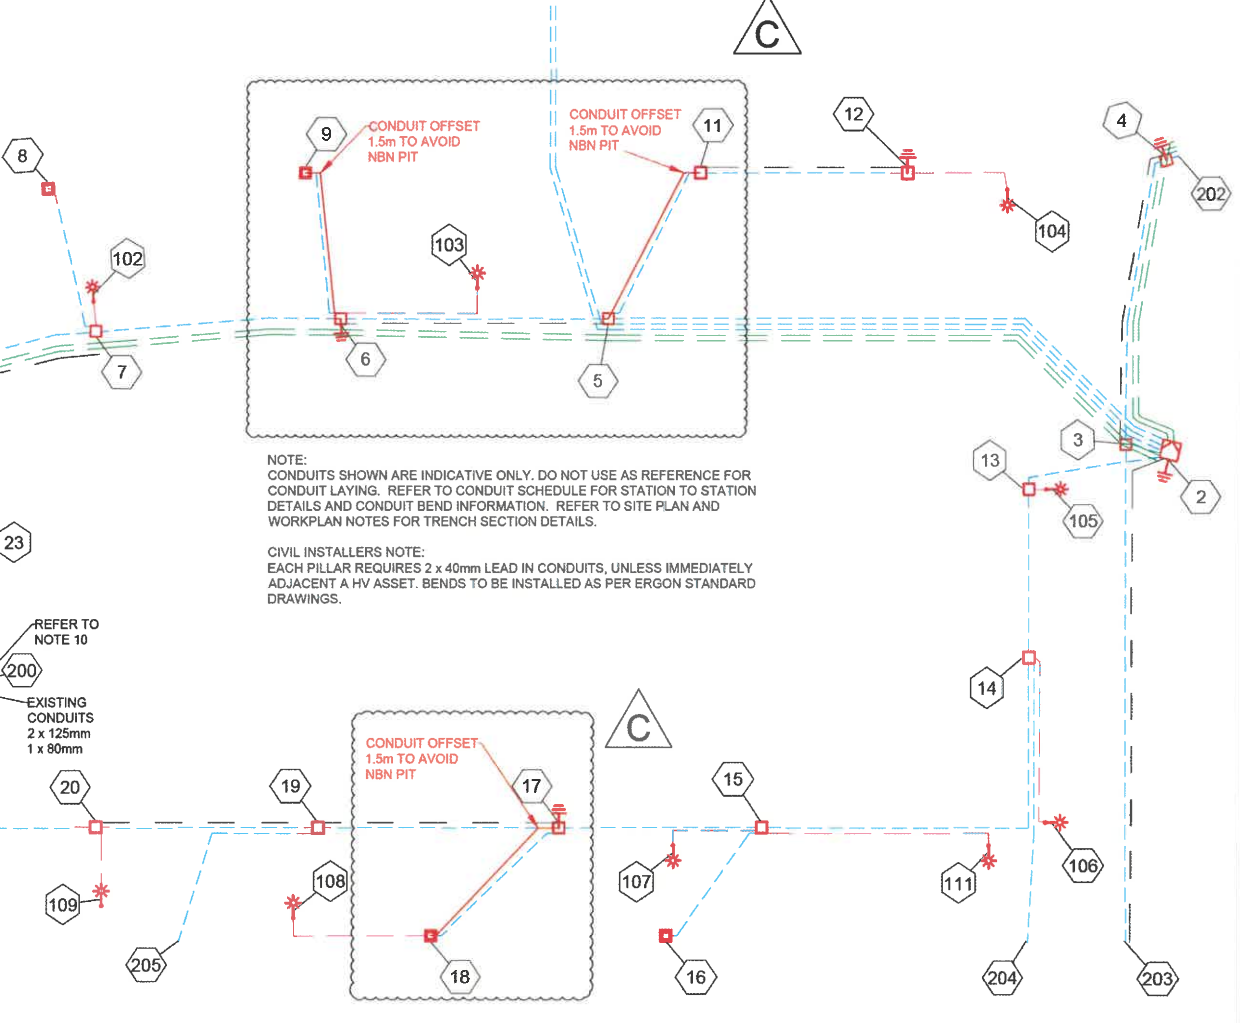 C
4
12
11
CONDUIT OFFSET
1.5m TO AVOID
NBN PIT
9
CONDUIT OFFSET
1.5m TO AVOID
NBN PIT
8
202
104
103
102
6
7
5
3
13
2
105
NOTE:
CONDUITS SHOWN ARE INDICATIVE ONLY. DO NOT USE AS REFERENCE FOR
CONDUIT LAYING. REFER TO CONDUIT SCHEDULE FOR STATION TO STATION
DETAILS AND CONDUIT BEND INFORMATION. REFER TO SITE PLAN AND
WORKPLAN NOTES FOR TRENCH SECTION DETAILS.
CIVIL INSTALLERS NOTE:
EACH PILLAR REQUIRES 2 x 40mm LEAD IN CONDUITS, UNLESS IMMEDIATELY
ADJACENT A HV ASSET. BENDS TO BE INSTALLED AS PER ERGON STANDARD
DRAWINGS.
23
REFER TO
NOTE 10
200
EXISTING
CONDUITS
2 x 125mm
1 x 80mm
14
C
CONDUIT OFFSET
1.5m TO AVOID
NBN PIT
20
19
17
15
109
108
107
111
106
205
18
16
204
203